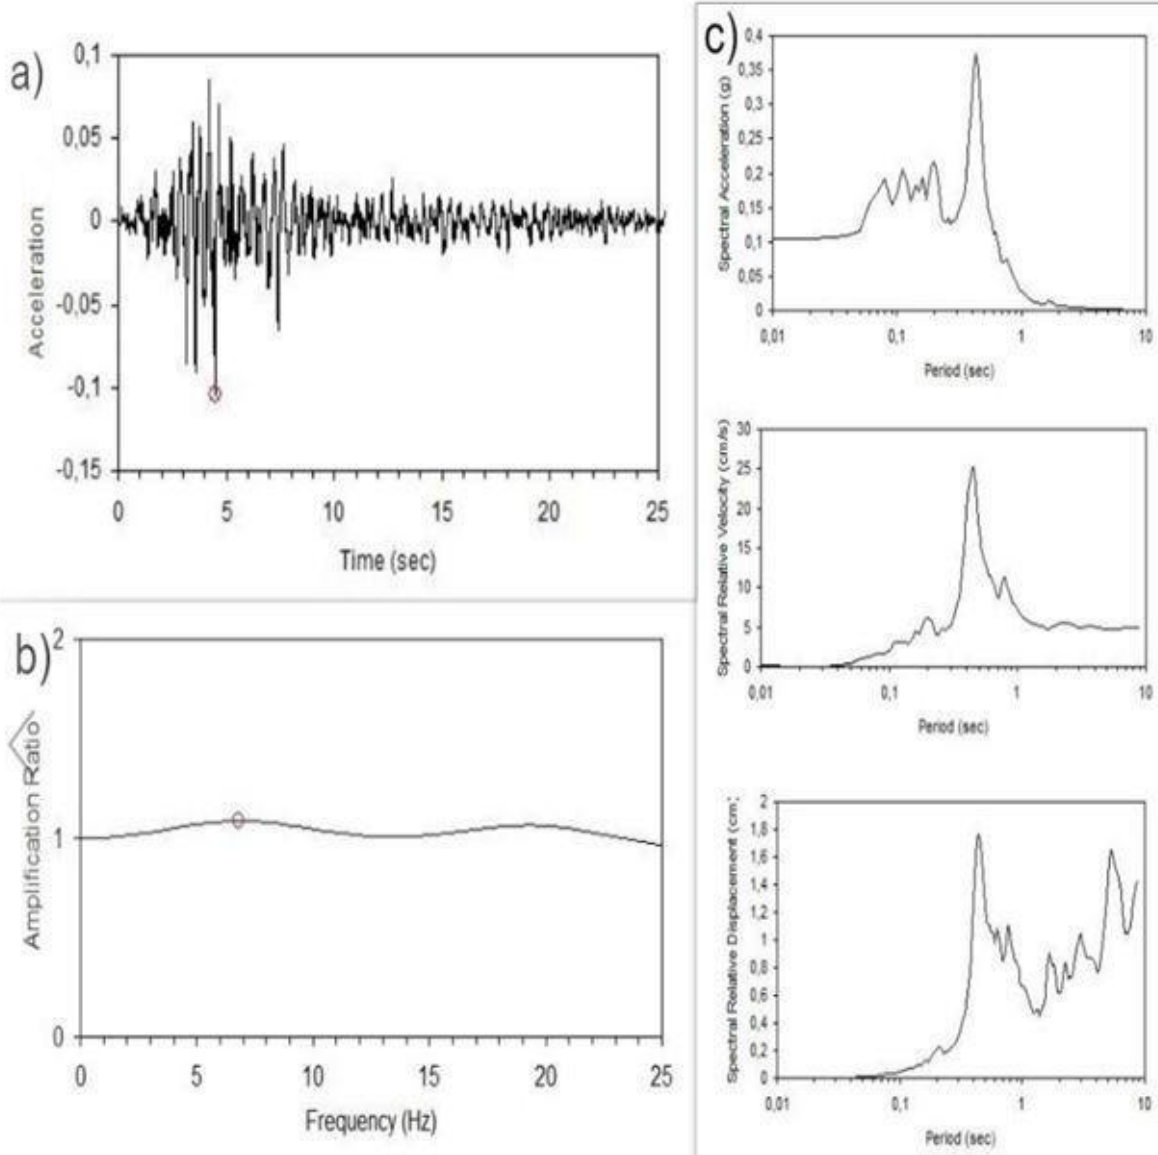 a)
Acceleration
0,1
0,05
0
-0,05
-0,1
-0,15
0 5 10 15 20 25
Time (sec)
b)
Amplification Ratio
2
1
0
0 5 10 15 20 25
Frequency (Hz)
c)
Spectral Acceleration (g)
0,4
0,35
0,3
0,25
0,2
0,15
0,1
0,05
0
0,01 0,1 1 10
Period (sec)
Spectral Relative Velocity (cm/s)
30
25
20
15
10
5
0
0,01 0,1 1 10
Period (sec)
Spectral Relative Displacement (cm;
2
1,8
1,6
1,4
1,2
1
0,8
0,6
0,4
0,2
0
0,01 0,1 1 10
Period (sec)